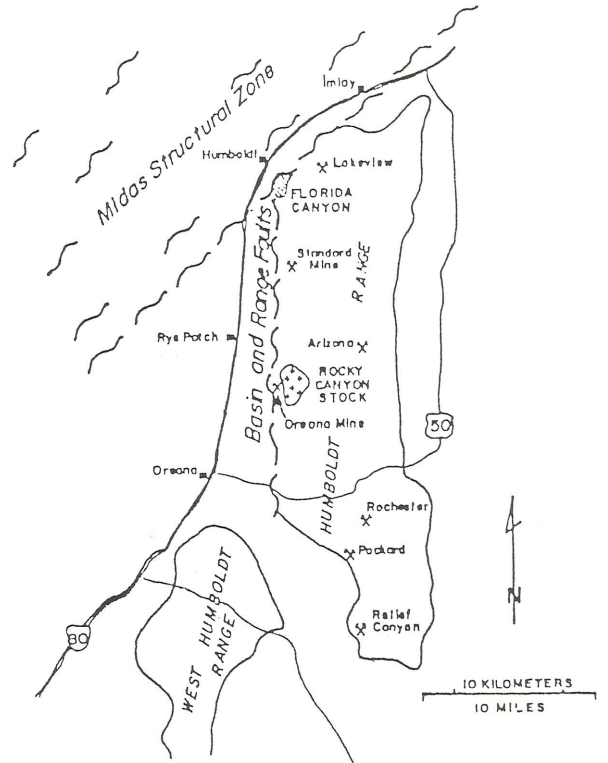 Imlay
Midas Structural Zone
Humboldt
Lakeview
FLORIDA
CANYON
Basin and Range Faults
Standard
Mine
RANGE
Rye Patch
Arizona
ROCKY
CANYON
STOCK
Oreana Mine
50
HUMBOLDT
Oreana
Rochester
Packard
N
WEST HUMBOLDT
RANGE
Relief
Canyon
80
10 KILOMETERS
10 MILES